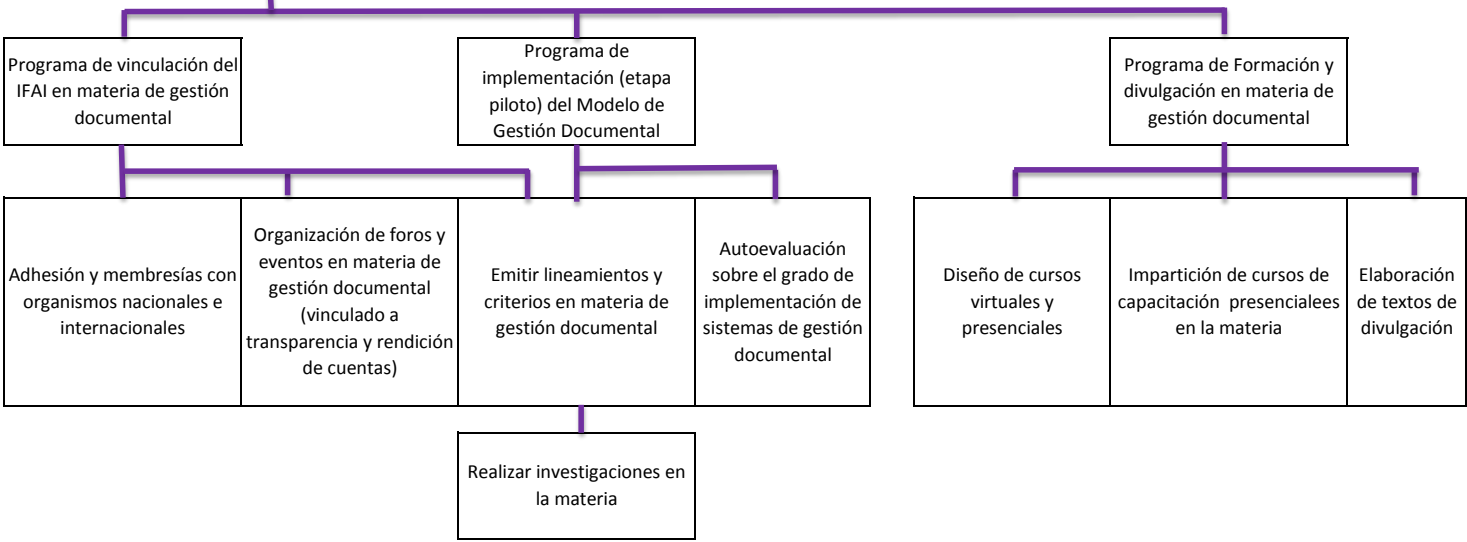 Programa de vinculación del
IFAI en materia de gestión
documental
Programa de
implementación (etapa
piloto) del Modelo de
Gestión Documental
Programa de Formación y
divulgación en materia de
gestión documental
Adhesión y membresías con
organismos nacionales e
internacionales
Organización de foros y
eventos en materia de
gestión documental
(vinculado a
transparencia y rendición
de cuentas)
Emitir lineamientos y
criterios en materia de
gestión documental
Autoevaluación
sobre el grado de
implementación de
sistemas de gestión
documental
Diseño de cursos
virtuales y
presenciales
Impartición de cursos de
capacitación presencialees
en la materia
Elaboración
de textos de
divulgación
Realizar investigaciones en
la materia